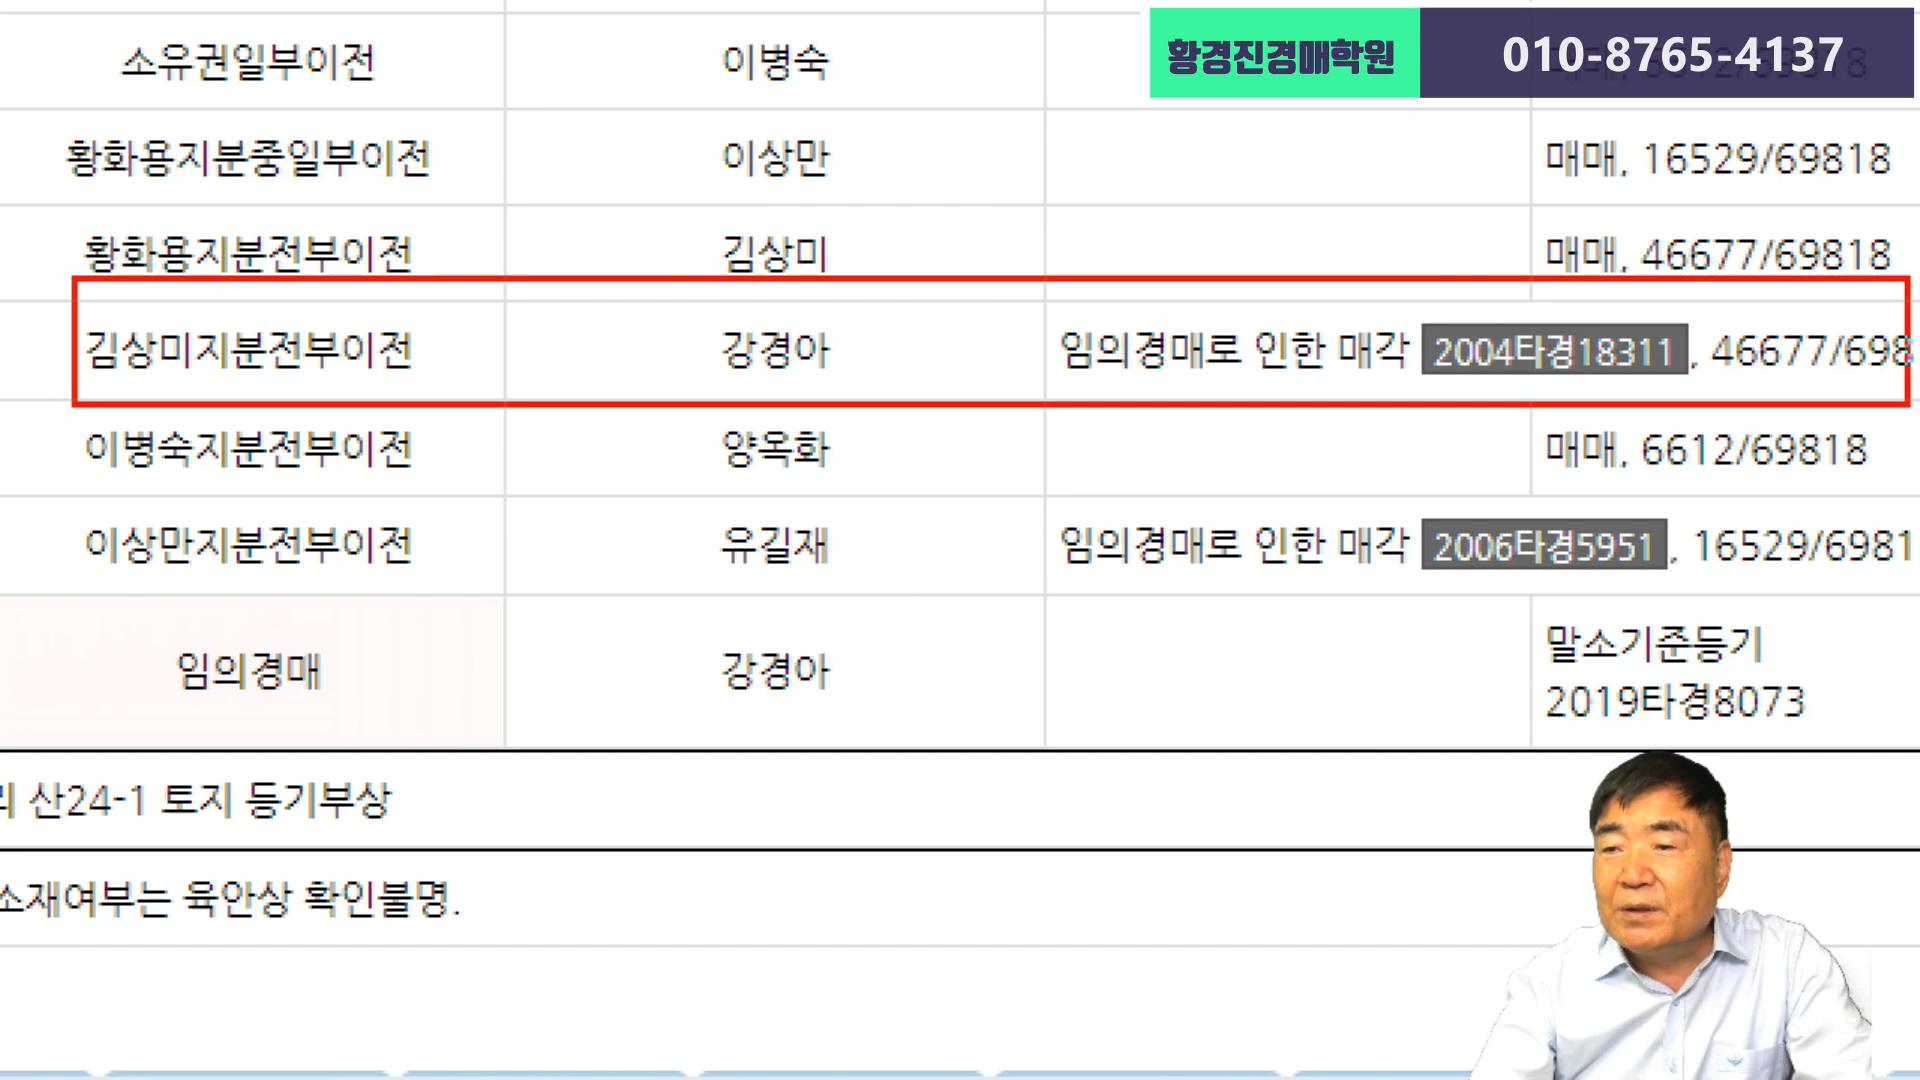 황경진경매학원 010-8765-4137
소유권일부이전 이병숙
황화용지분중일부이전 이상만 매매, 16529/69818
황화용지분전부이전 김상미 매매, 46677/69818
김상미지분전부이전 강경아 임의경매로 인한 매각 2004타경18311, 46677/698
이병숙지분전부이전 양옥화 매매, 6612/69818
이상만지분전부이전 유길재 임의경매로 인한 매각 2006타경5951, 16529/6981
임의경매 강경아 말소기준등기
2019타경8073
리 산24-1 토지 등기부상
소재여부는 육안상 확인불명.